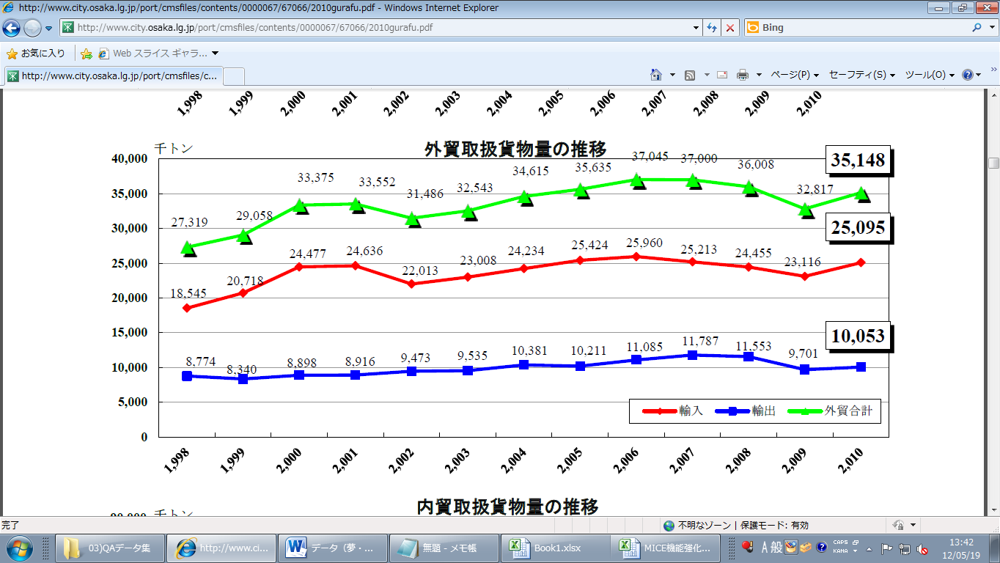 http://www.city.osaka.lg.jp/port/cmsfiles/contents/0000067/67066/2010gurafu.pdf - Windows Internet Explorer
http://www.city.osaka.lg.jp/port/cmsfiles/contents/0000067/67066/2010gurafu.pdf
Bing
お気に入り
Web スライス ギャラ...
http://www.city.osaka.lg.jp/port/cmsfiles/c...
ページ(P)
セーフティ(S)
ツール(O)
1,998 1,999 2,000 2,001 2,002 2,003 2,004 2,005 2,006 2,007 2,008 2,009 2,010
千トン
外貿取扱貨物量の推移
40,000
35,000
30,000
25,000
20,000
15,000
10,000
5,000
0
27,319 29,058 33,375 33,552 31,486 32,543 34,615 35,635 37,045 37,000 36,008 32,817 35,148
18,545 20,718 24,477 24,636 22,013 23,008 24,234 25,424 25,960 25,213 24,455 23,116 25,095
8,774 8,340 8,898 8,916 9,473 9,535 10,381 10,211 11,085 11,787 11,553 9,701 10,053
輸入 輸出 外貿合計
1,998 1,999 2,000 2,001 2,002 2,003 2,004 2,005 2,006 2,007 2,008 2,009 2,010
内貿取扱貨物量の推移
千トン
完了
不明なゾーン | 保護モード: 有効
03)QAデータ集
http://www.ci...
データ（夢・...
無題 - メモ帳
Book1.xlsx
MICE機能強化...
A 般
CAPS
KANA
13:42
12/05/19